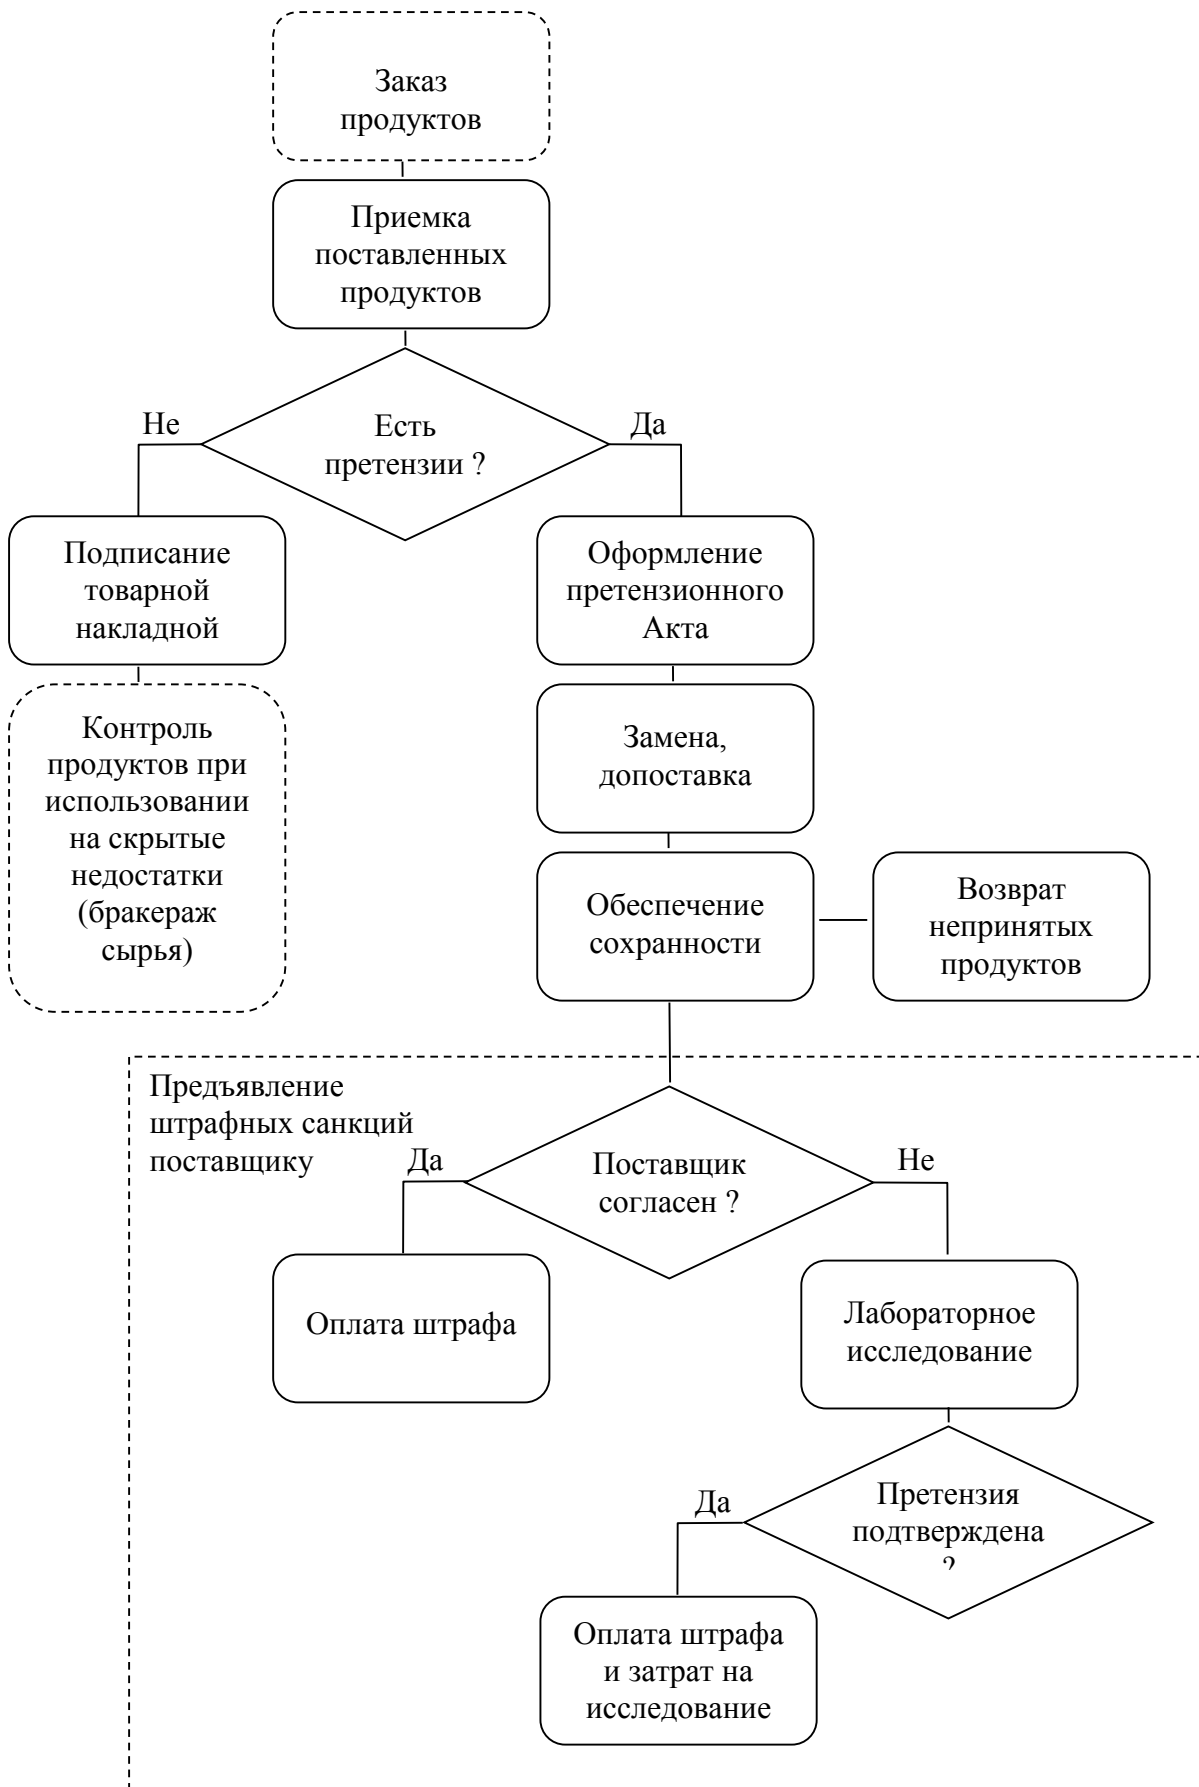 Заказ
продуктов
Приемка
поставленных
продуктов
Есть
претензии ?
Не
Да
Подписание
товарной
накладной
Оформление
претензионного
Акта
Контроль
продуктов при
использовании
на скрытые
недостатки
(бракераж
сырья)
Замена,
допоставка
Обеспечение
сохранности
Возврат
непринятых
продуктов
Предъявление
штрафных санкций
поставщику
Да
Поставщик
согласен ?
Не
Оплата штрафа
Лабораторное
исследование
Да
Претензия
подтверждена
?
Оплата штрафа
и затрат на
исследование